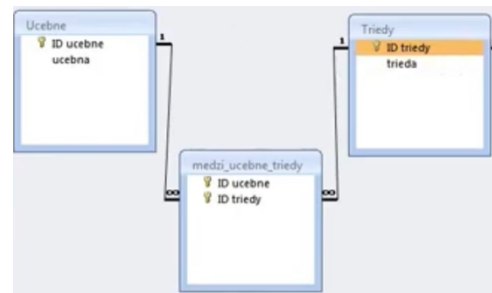 Ucebne
ID ucebne
ucebna
1
1
Triedy
ID triedy
trieda
medzi_ucebne_triedy
ID ucebne
ID triedy
∞
∞